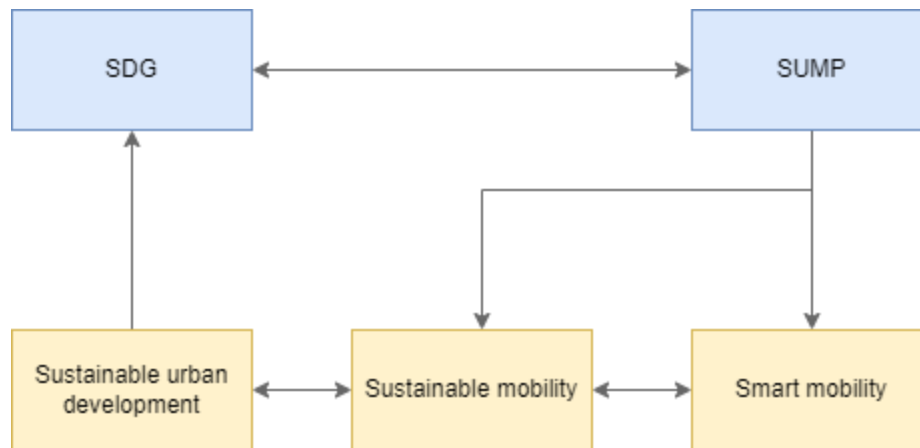 SDG
SUMP
Sustainable urban
development
Sustainable mobility
Smart mobility